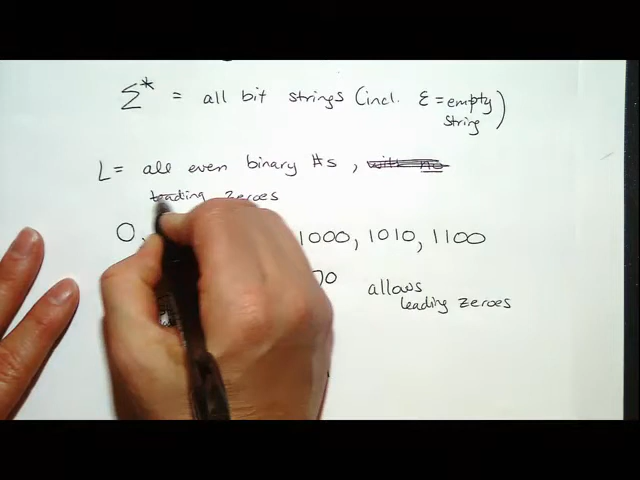 Σ* = all bit strings (incl. ε = empty string)
L = all even binary #s, with no
leading zeroes
0, 1000, 1010, 1100
00 allows
leading zeroes